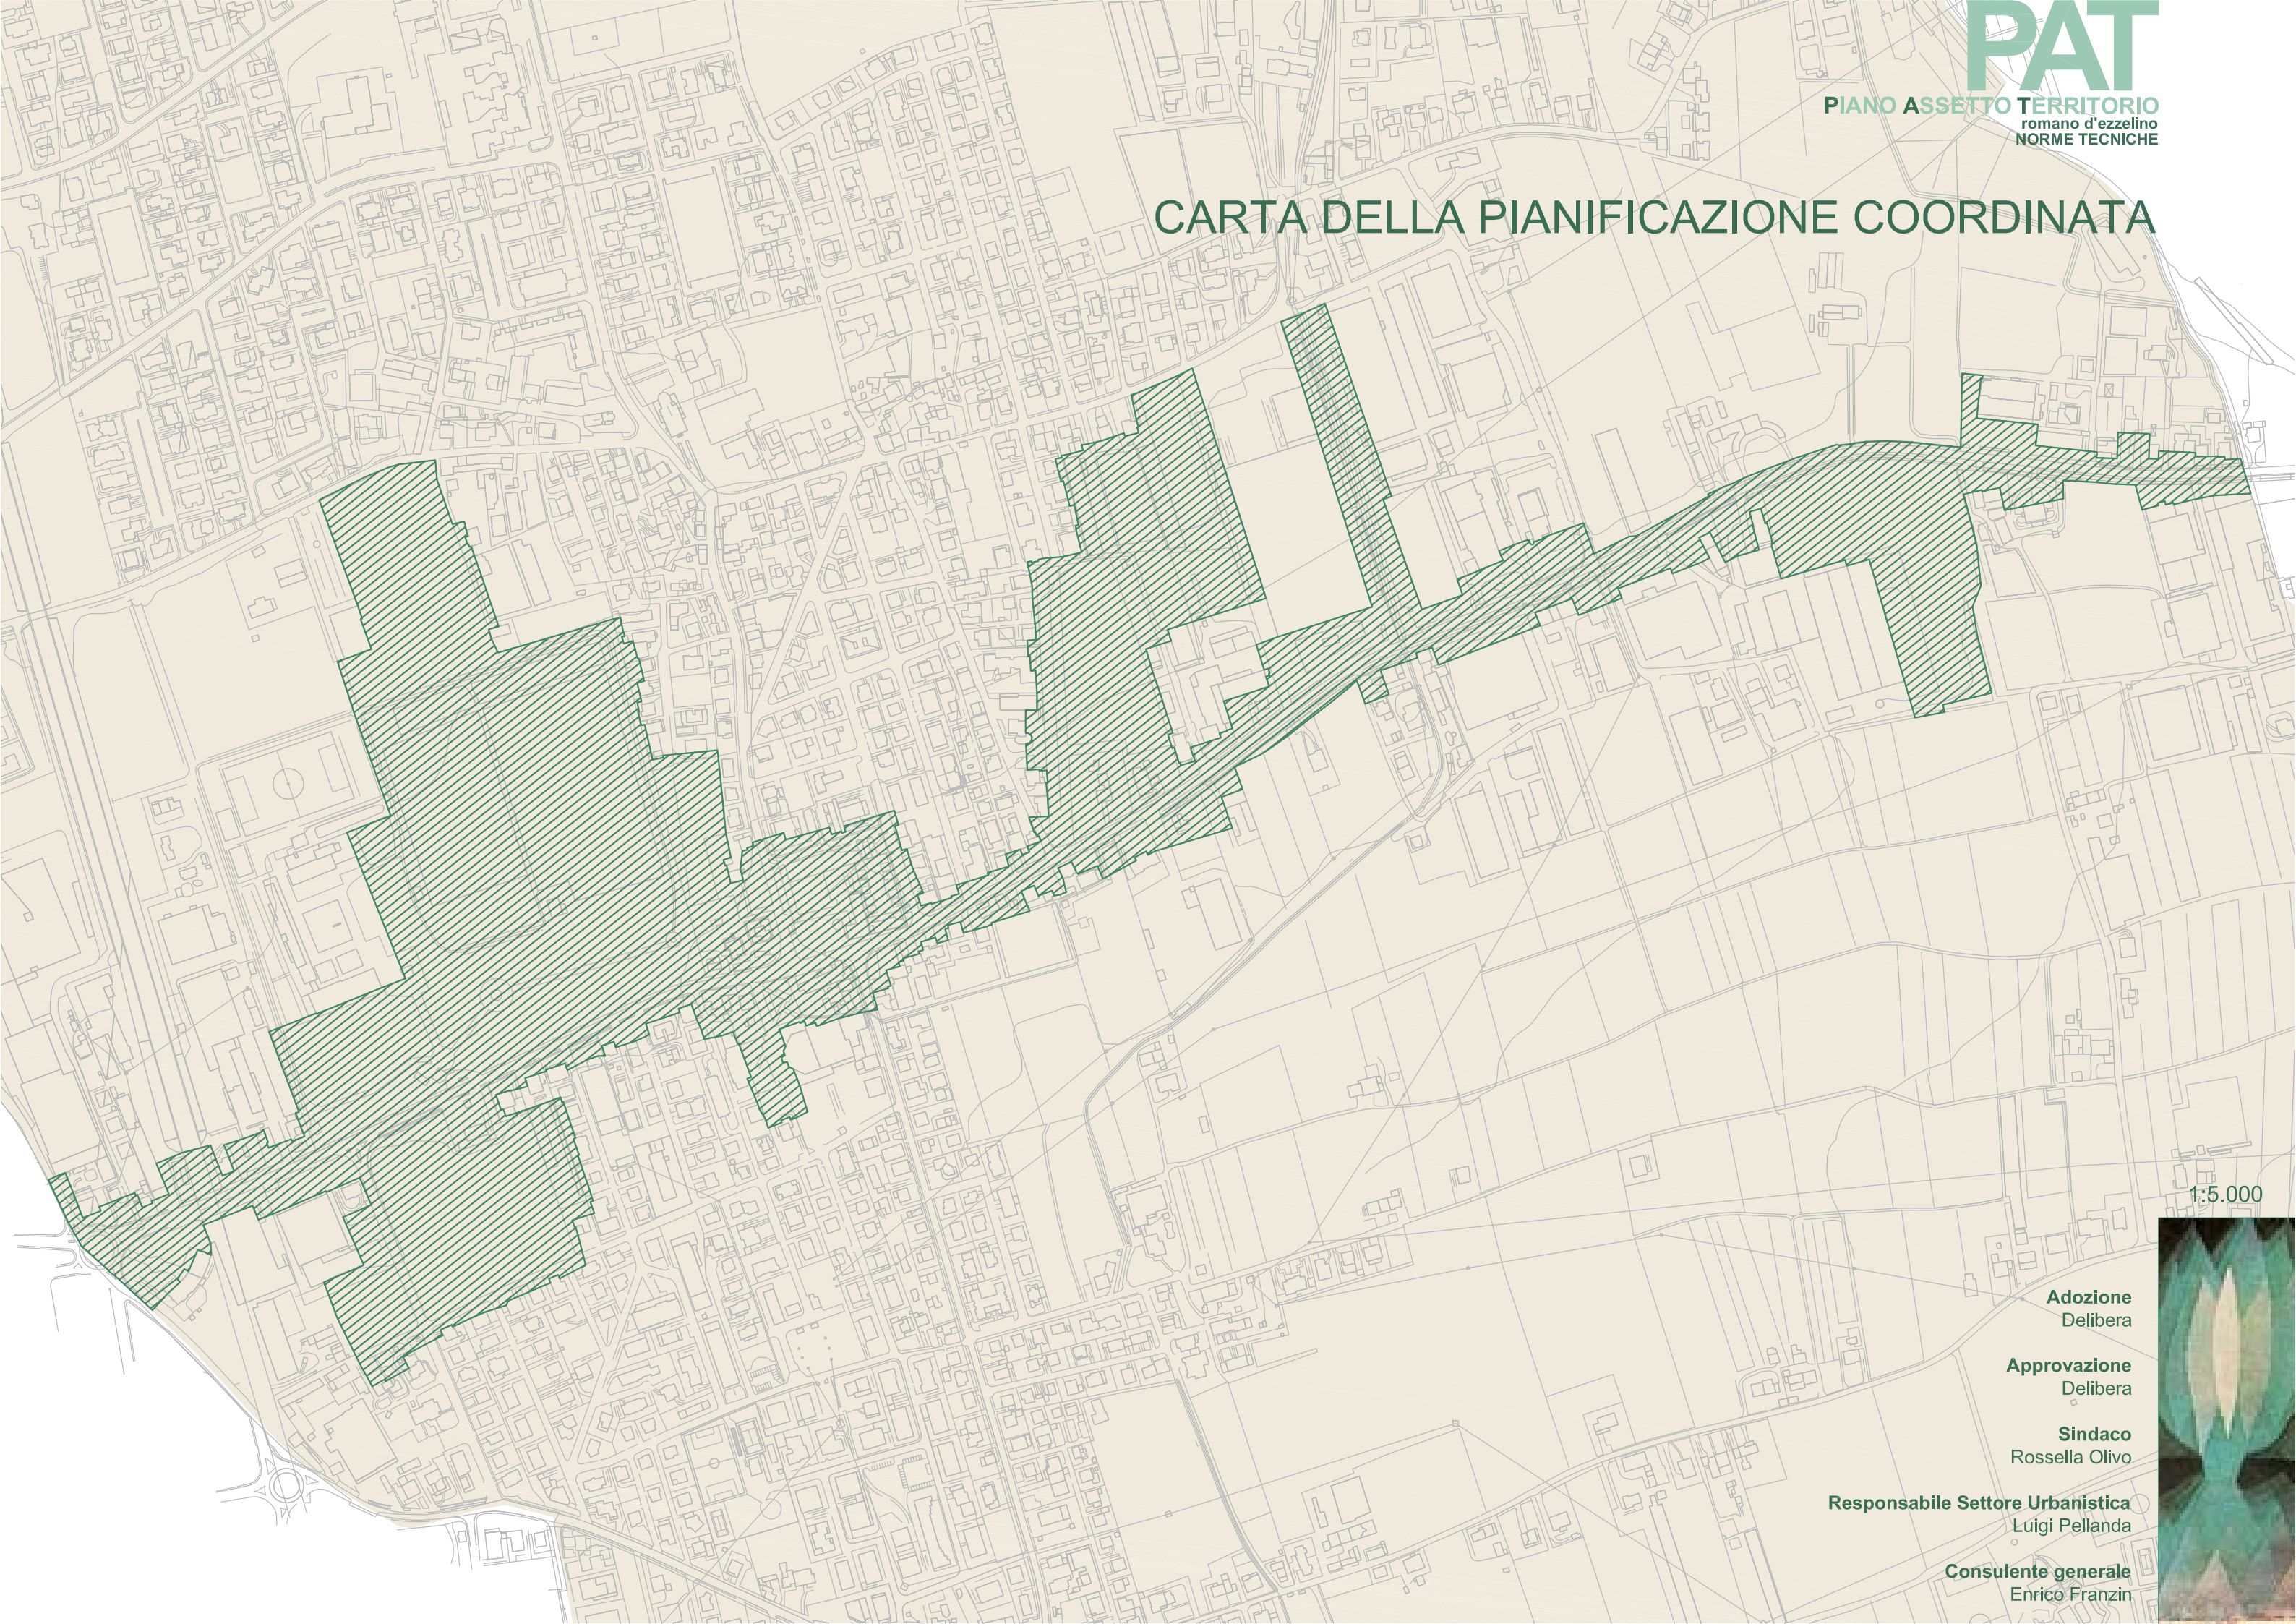 PAT
PIANO ASSETTO TERRITORIO
romano d'ezzelino
NORME TECNICHE
CARTA DELLA PIANIFICAZIONE COORDINATA
1:5.000
Adozione
Delibera
Approvazione
Delibera
Sindaco
Rossella Olivo
Responsabile Settore Urbanistica
Luigi Pellanda
Consulente generale
Enrico Franzin